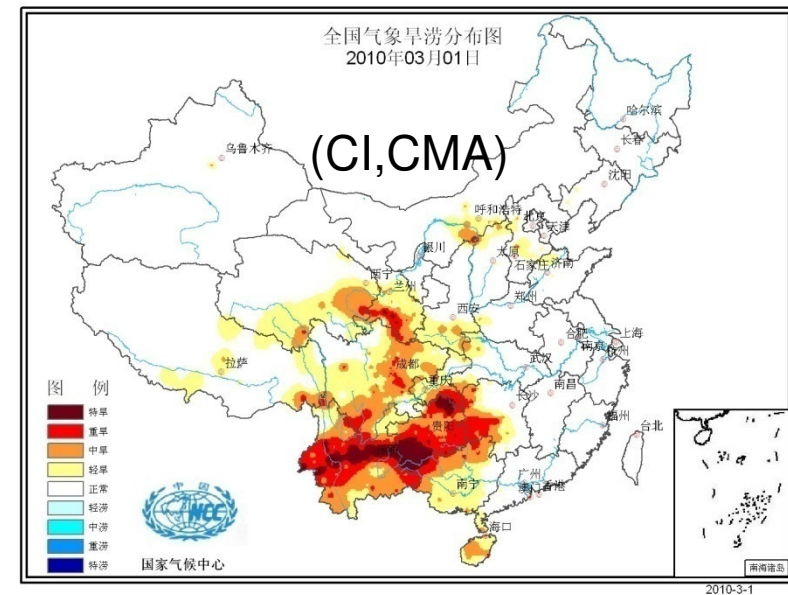 全国气象旱涝分布图
2010年03月01日
(CI,CMA)
哈尔滨
长春
沈阳
乌鲁木齐
呼和浩特
北京
天津
银川
太原
石家庄
济南
西宁
兰州
西安
郑州
合肥
南京
上海
杭州
拉萨
成都
重庆
武汉
长沙
南昌
贵阳
福州
台北
南宁
广州
澳门
香港
海口
图 例
特旱
重旱
中旱
轻旱
正常
轻涝
中涝
重涝
特涝
中国
NCC
国家气候中心
南海诸岛
2010-3-1